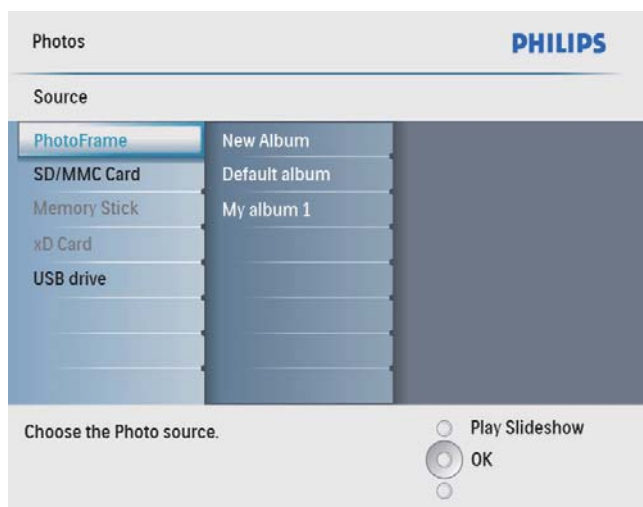 Photos
PHILIPS
Source
PhotoFrame
SD/MMC Card
Memory Stick
xD Card
USB drive
New Album
Default album
My album 1
Choose the Photo source.
Play Slideshow
OK